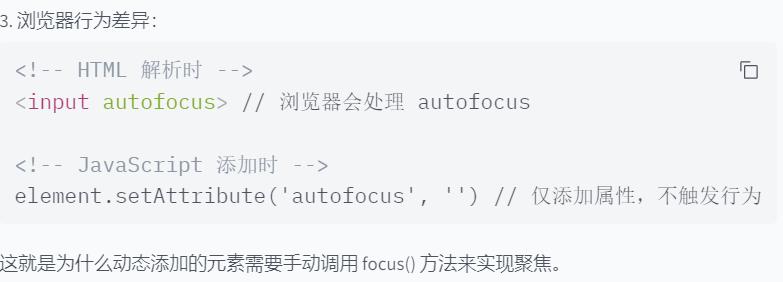 3. 浏览器行为差异：
<!-- HTML 解析时 -->
<input autofocus> // 浏览器会处理 autofocus
<!-- JavaScript 添加时 -->
element.setAttribute('autofocus', '') // 仅添加属性，不触发行为
这就是为什么动态添加的元素需要手动调用 focus() 方法来实现聚焦。